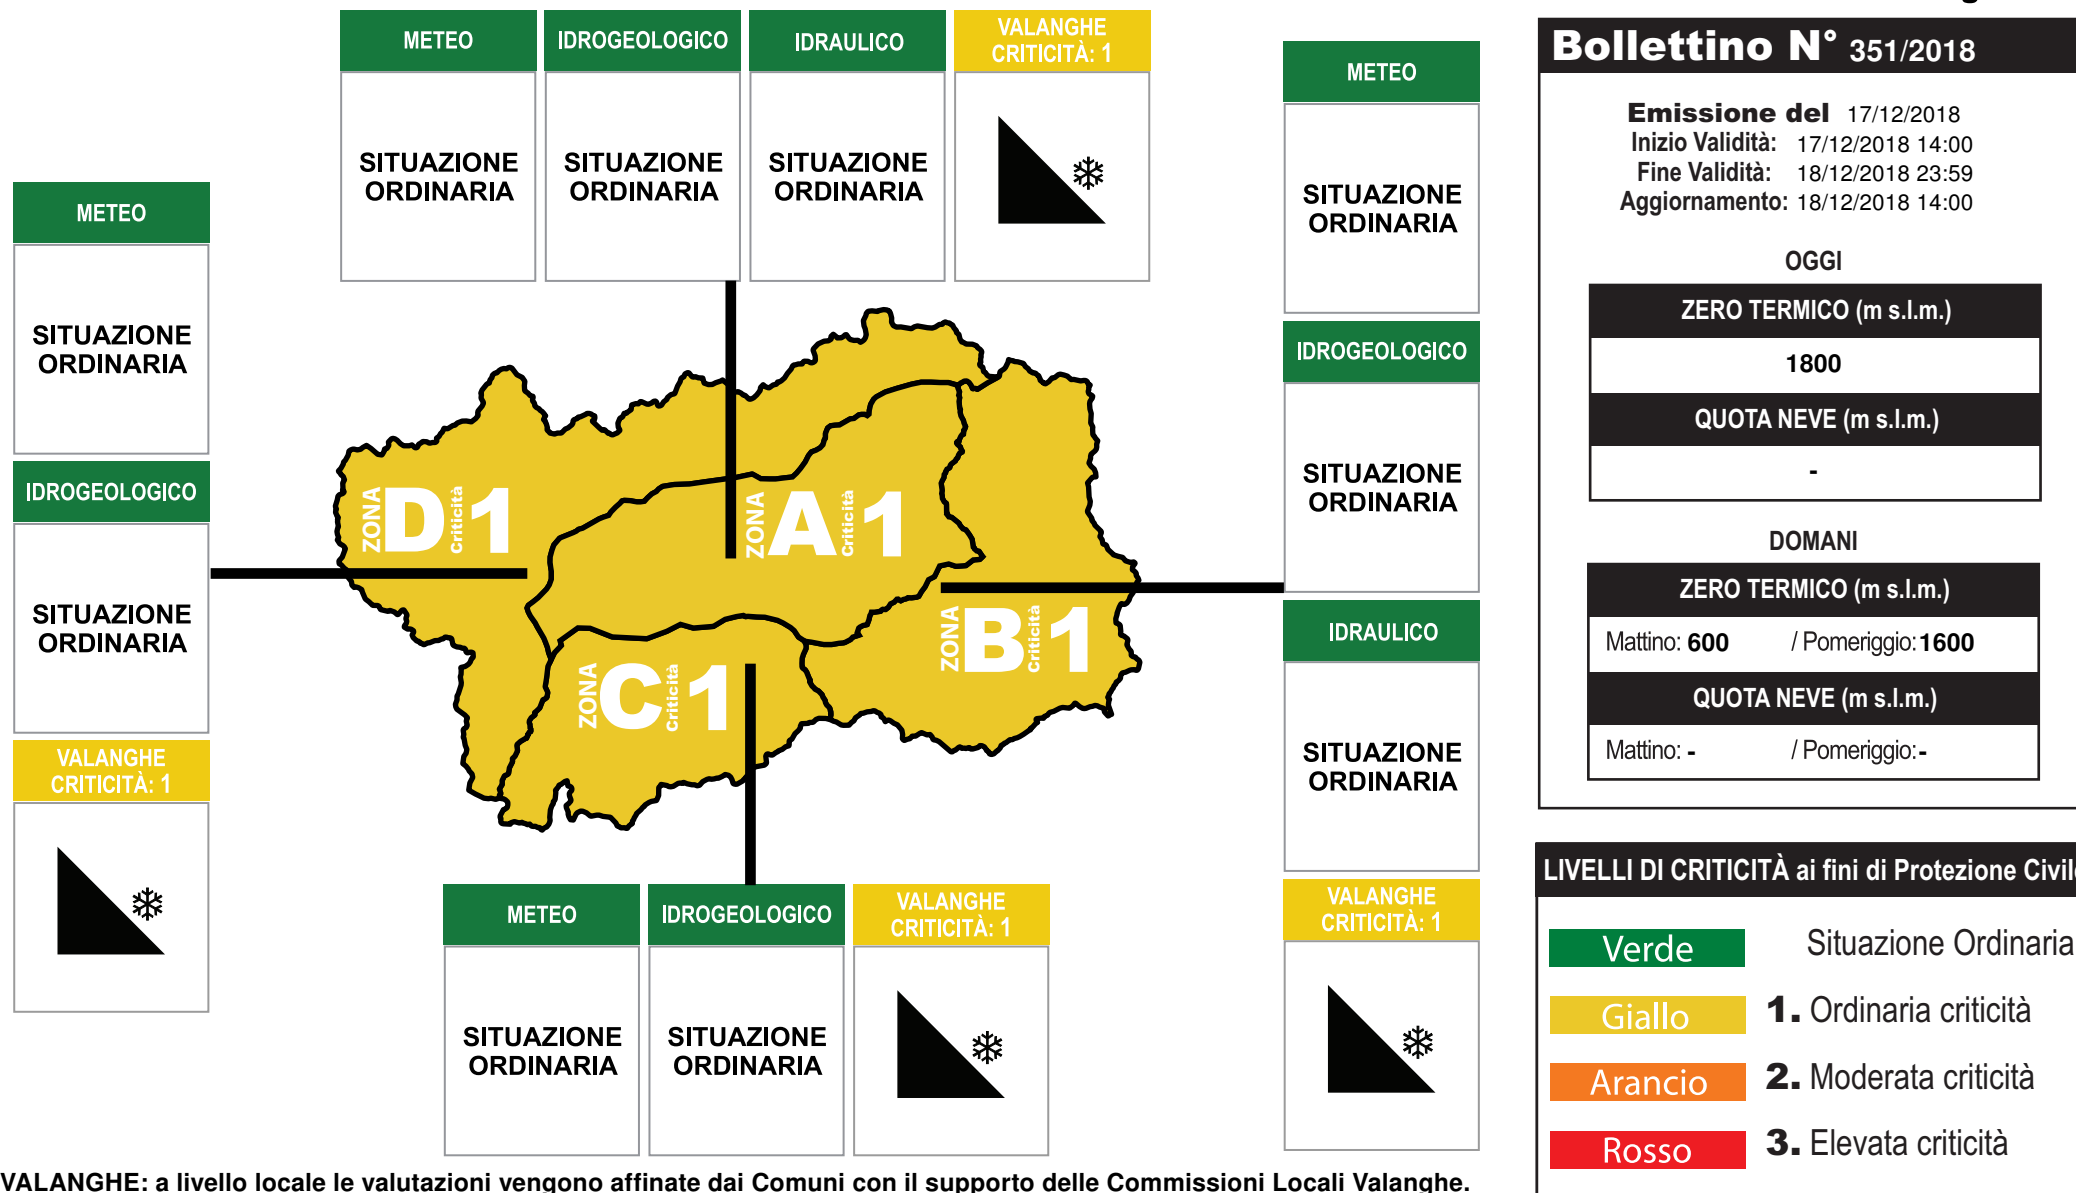 METEO
SITUAZIONE
ORDINARIA
IDROGEOLOGICO
SITUAZIONE
ORDINARIA
IDRAULICO
SITUAZIONE
ORDINARIA
VALANGHE
CRITICITÀ: 1
METEO
SITUAZIONE
ORDINARIA
IDROGEOLOGICO
SITUAZIONE
ORDINARIA
VALANGHE
CRITICITÀ: 1
ZONA D Criticità 1
ZONA A Criticità 1
ZONA B Criticità 1
ZONA C Criticità 1
METEO
SITUAZIONE
ORDINARIA
IDROGEOLOGICO
SITUAZIONE
ORDINARIA
IDRAULICO
SITUAZIONE
ORDINARIA
VALANGHE
CRITICITÀ: 1
METEO
SITUAZIONE
ORDINARIA
IDROGEOLOGICO
SITUAZIONE
ORDINARIA
VALANGHE
CRITICITÀ: 1
Bollettino N° 351/2018
Emissione del 17/12/2018
Inizio Validità: 17/12/2018 14:00
Fine Validità: 18/12/2018 23:59
Aggiornamento: 18/12/2018 14:00
OGGI
ZERO TERMICO (m s.l.m.)
1800
QUOTA NEVE (m s.l.m.)
-
DOMANI
ZERO TERMICO (m s.l.m.)
Mattino: 600 / Pomeriggio: 1600
QUOTA NEVE (m s.l.m.)
Mattino: - / Pomeriggio: -
LIVELLI DI CRITICITÀ ai fini di Protezione Civile
Verde Situazione Ordinaria
Giallo 1. Ordinaria criticità
Arancio 2. Moderata criticità
Rosso 3. Elevata criticità
VALANGHE: a livello locale le valutazioni vengono affinate dai Comuni con il supporto delle Commissioni Locali Valanghe.